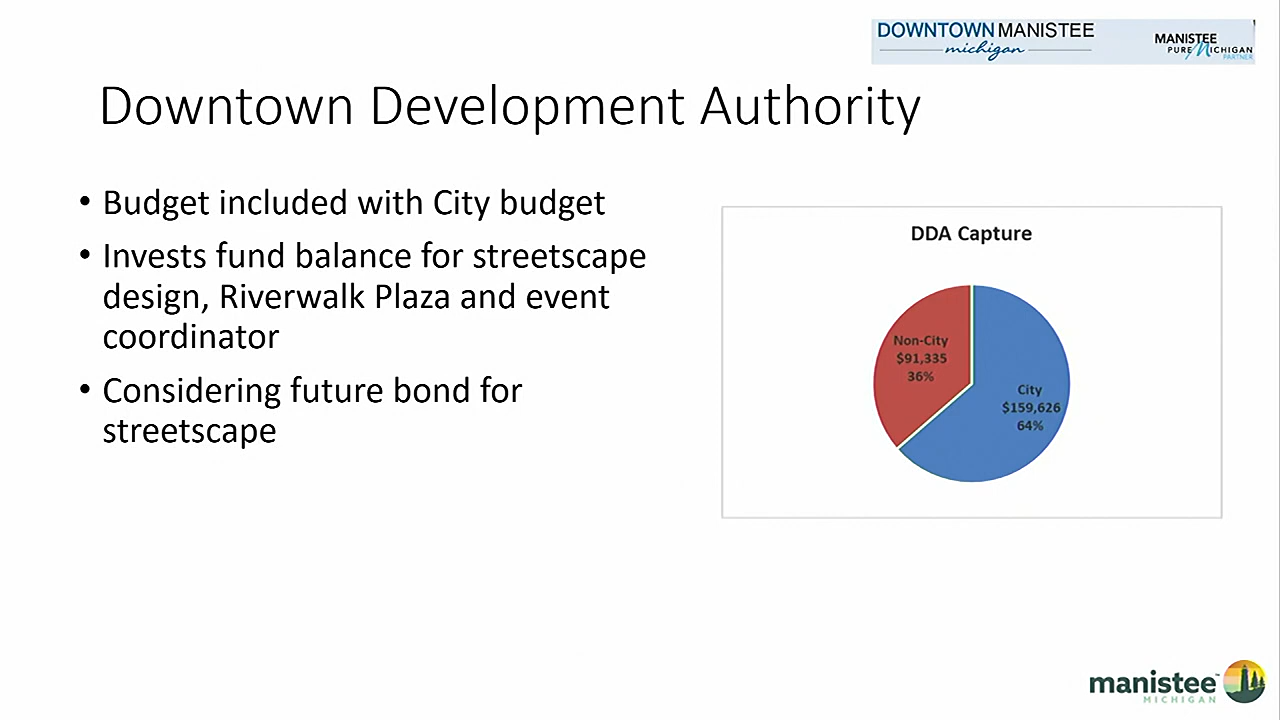 DOWNTOWN MANISTEE
michigan
MANISTEE
PURE MICHIGAN
PARTNER
Downtown Development Authority
• Budget included with City budget
• Invests fund balance for streetscape
design, Riverwalk Plaza and event
coordinator
• Considering future bond for
streetscape
DDA Capture
Non-City
$91,335
36%
City
$159,626
64%
manistee
MICHIGAN